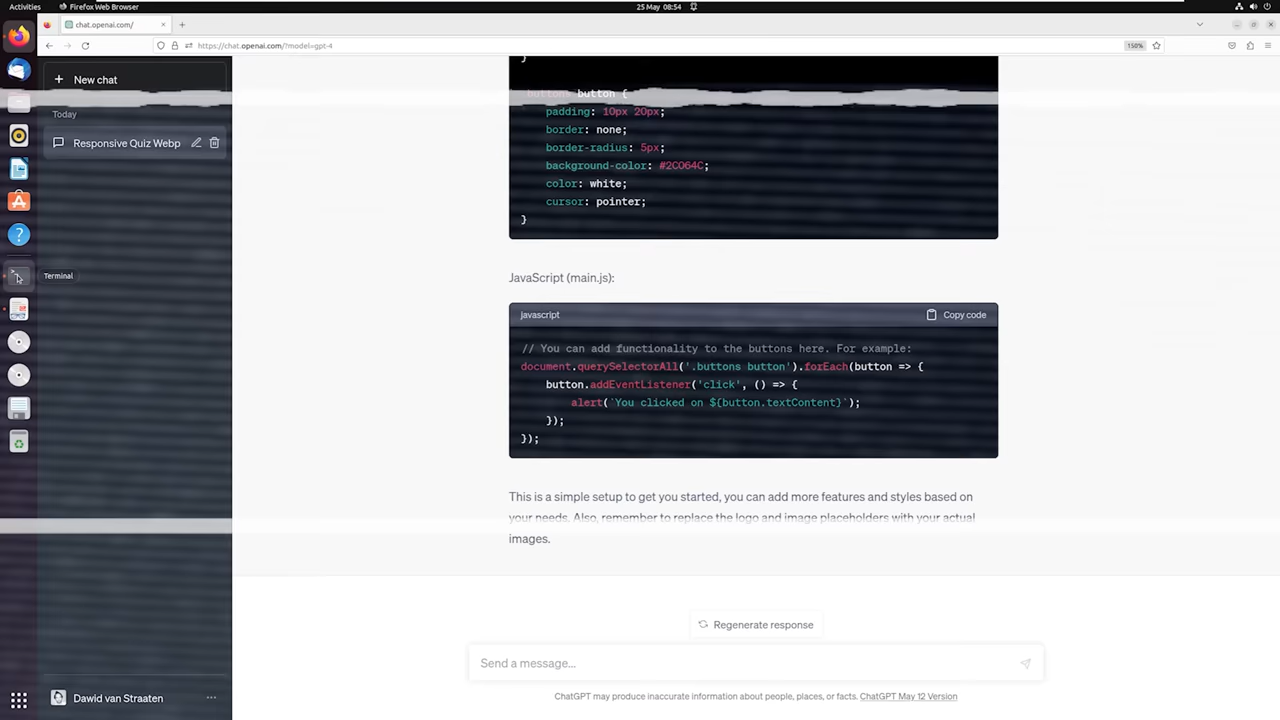 Activities
Firefox Web Browser
25 May 08:54
chat.openai.com/
https://chat.openai.com/?model=gpt-4
150%
New chat
Today
Responsive Quiz Webp
Terminal
}
button {
padding: 10px 20px;
border: none;
border-radius: 5px;
background-color: #2C064C;
color: white;
cursor: pointer;
}
JavaScript (main.js):
javascript
Copy code
// You can add functionality to the buttons here. For example:
document.querySelectorAll('.buttons button').forEach(button => {
button.addEventListener('click', () => {
alert(`You clicked on ${button.textContent}`);
});
});
This is a simple setup to get you started, you can add more features and styles based on
your needs. Also, remember to replace the logo and image placeholders with your actual
images.
Regenerate response
Send a message...
ChatGPT may produce inaccurate information about people, places, or facts. ChatGPT May 12 Version
Dawid van Straaten